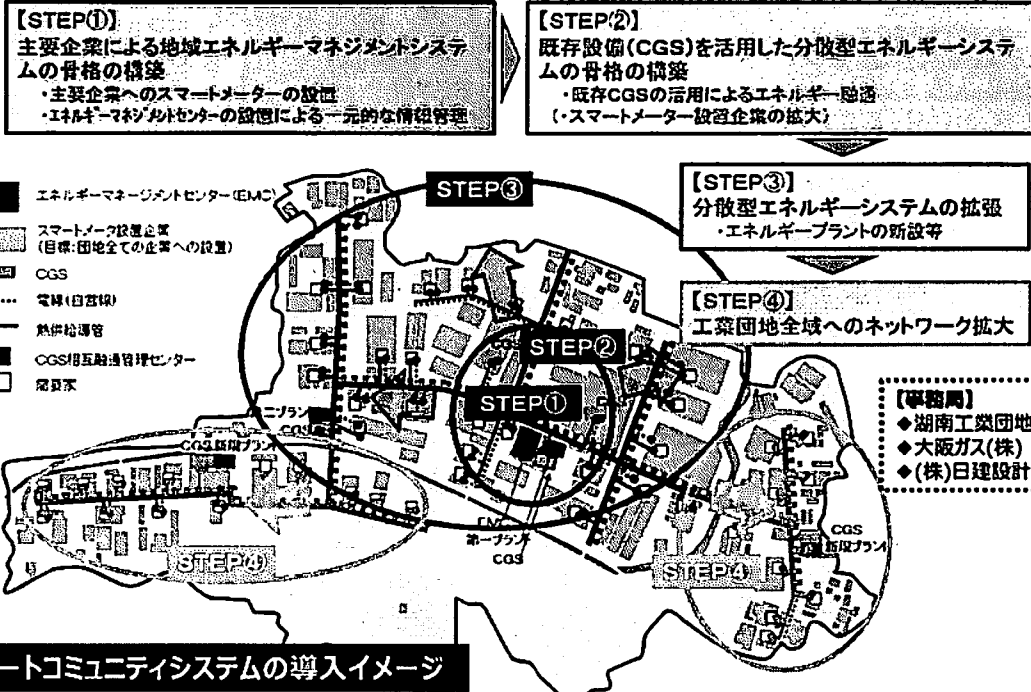 【STEP①】
主要企業による地域エネルギーマネジメントシステ
ムの骨格の構築
・主要企業へのスマートメーターの設置
・エネルギーマネジメントセンターの設置による一元的な情報管理
【STEP②】
既存設備(CGS)を活用した分散型エネルギーシステ
ムの骨格の構築
・既存CGSの活用によるエネルギー融通
(・スマートメーター設置企業の拡大)
【STEP③】
分散型エネルギーシステムの拡張
・エネルギープラントの新設等
【STEP④】
工業団地全域へのネットワーク拡大
エネルギーマネージメントセンター(EMC)
スマートメータ設置企業
(目標:団地全ての企業への設置)
CGS
電線(自営線)
熱供給導管
CGS相互融通管理センター
需要家
STEP③
STEP②
STEP①
CGS
CGS
CGS新設プラント
STEP④
EMC
第一プラント
CGS
STEP④
CGS
新設プラント
【事務局】
◆湖南工業団地
◆大阪ガス(株)
◆(株)日建設計
ートコミュニティシステムの導入イメージ